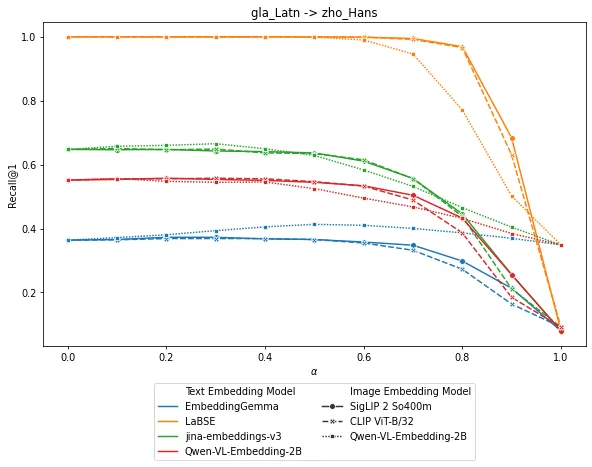 gla_Latn -> zho_Hans
Recall@1
1.0
0.8
0.6
0.4
0.2
0.0 0.2 0.4 0.6 0.8 1.0
α
Text Embedding Model Image Embedding Model
EmbeddingGemma SigLIP 2 So400m
LaBSE CLIP ViT-B/32
jina-embeddings-v3 Qwen-VL-Embedding-2B
Qwen-VL-Embedding-2B